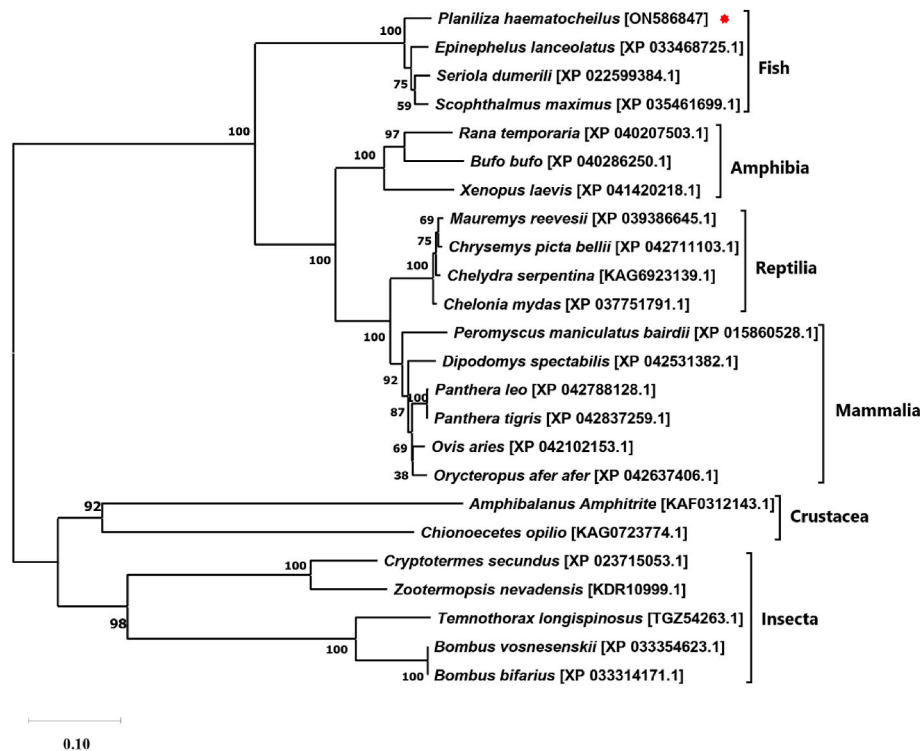 100
Planiliza haematocheilus [ON586847]
Epinephelus lanceolatus [XP 033468725.1]
75
Seriola dumerili [XP 022599384.1]
59
Scophthalmus maximus [XP 035461699.1]
Fish
100
97
Rana temporaria [XP 040207503.1]
100
Bufo bufo [XP 040286250.1]
Xenopus laevis [XP 041420218.1]
Amphibia
100
69
Mauremys reevesii [XP 039386645.1]
75
Chrysemys picta bellii [XP 042711103.1]
100
Chelydra serpentina [KAG6923139.1]
Chelonia mydas [XP 037751791.1]
Reptilia
100
Peromyscus maniculatus bairdii [XP 015860528.1]
92
Dipodomys spectabilis [XP 042531382.1]
100
Panthera leo [XP 042788128.1]
87
Panthera tigris [XP 042837259.1]
69
Ovis aries [XP 042102153.1]
38
Orycteropus afer afer [XP 042637406.1]
Mammalia
92
Amphibalanus Amphitrite [KAF0312143.1]
Chionoecetes opilio [KAG0723774.1]
Crustacea
100
Cryptotermes secundus [XP 023715053.1]
Zootermopsis nevadensis [KDR10999.1]
98
Temnothorax longispinosus [TGZ54263.1]
100
Bombus vosnesenskii [XP 033354623.1]
100
Bombus bifarius [XP 033314171.1]
Insecta
0.10